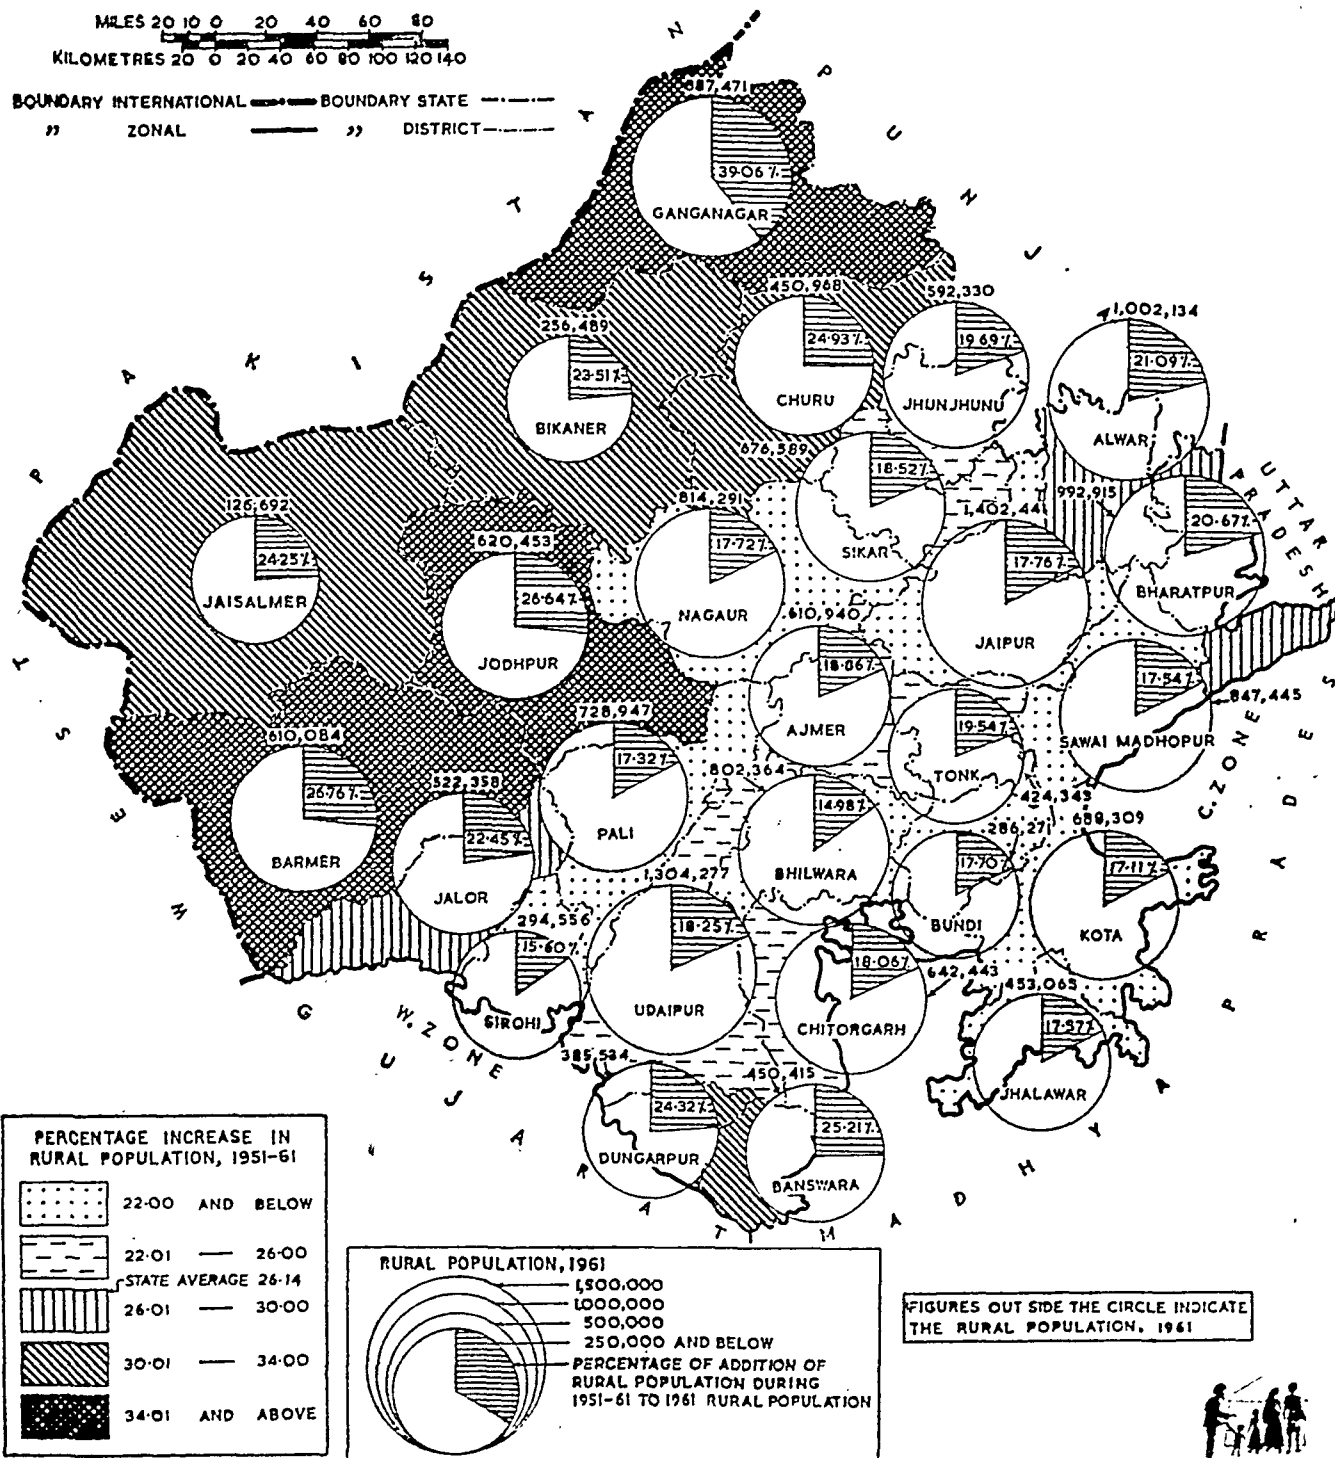 MILES 20 10 0 20 40 60 80
KILOMETRES 20 0 20 40 60 80 100 120 140
BOUNDARY INTERNATIONAL BOUNDARY STATE
" ZONAL " DISTRICT
WEST PAKISTAN
PUNJ
UTTAR
PRADESH
MADHYA PRADES
GUJARAT
W. ZONE
C. ZONE
887,471
39·06%
GANGANAGAR
256,489
23·51%
BIKANER
450,968
24·93%
CHURU
592,330
19·69%
JHUNJHUNU
1,002,134
21·09%
ALWAR
676,589
18·52%
SIKAR
992,915
20·67%
BHARATPUR
126,692
24·25%
JAISALMER
620,453
26·64%
JODHPUR
814,291
17·72%
NAGAUR
1,402,441
17·76%
JAIPUR
610,940
18·06%
AJMER
19·54%
TONK
424,343
17·54%
SAWAI MADHOPUR
847,445
610,084
26·76%
BARMER
522,358
22·45%
JALOR
728,947
17·32%
PALI
802,364
14·98%
BHILWARA
286,271
17·70%
BUNDI
688,309
17·11%
KOTA
294,556
15·60%
SIROHI
1,304,277
18·25%
UDAIPUR
18·06%
CHITORGARH
642,443
453,065
17·57%
JHALAWAR
385,534
24·32%
DUNGARPUR
450,415
25·21%
BANSWARA
PERCENTAGE INCREASE IN
RURAL POPULATION, 1951-61
22·00 AND BELOW
22·01 — 26·00
STATE AVERAGE 26·14
26·01 — 30·00
30·01 — 34·00
34·01 AND ABOVE
RURAL POPULATION, 1961
1,500,000
1,000,000
500,000
250,000 AND BELOW
PERCENTAGE OF ADDITION OF
RURAL POPULATION DURING
1951-61 TO 1961 RURAL POPULATION
FIGURES OUT SIDE THE CIRCLE INDICATE
THE RURAL POPULATION, 1961